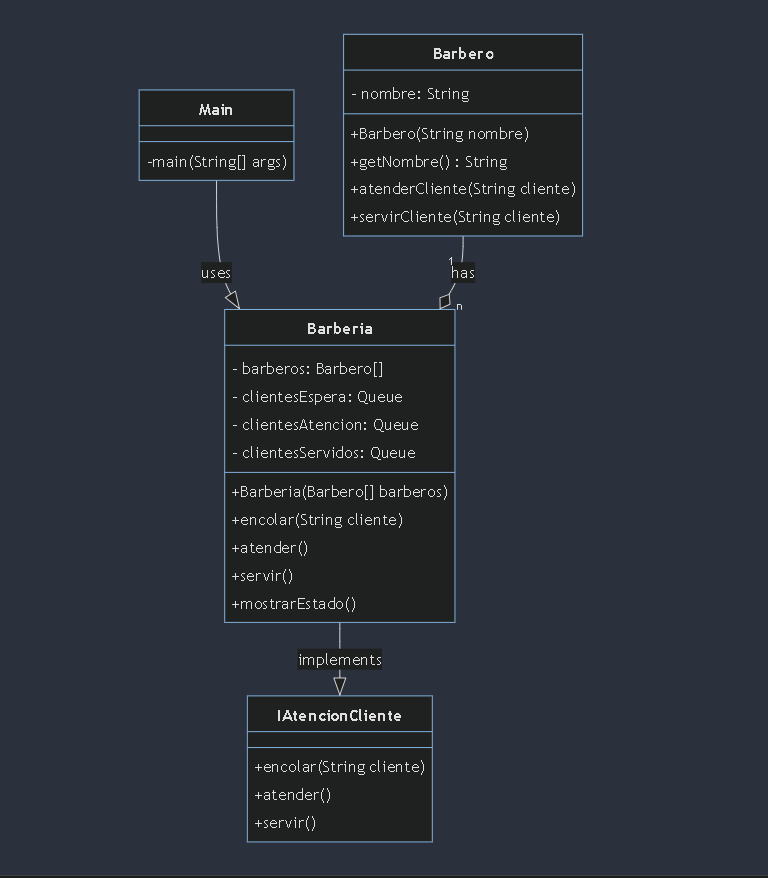 Barbero
- nombre: String
+Barbero(String nombre)
+getNombre() : String
+atenderCliente(String cliente)
+servirCliente(String cliente)
Main
-main(String[] args)
uses
1
has
n
Barberia
- barberos: Barbero[]
- clientesEspera: Queue
- clientesAtencion: Queue
- clientesServidos: Queue
+Barberia(Barbero[] barberos)
+encolar(String cliente)
+atender()
+servir()
+mostrarEstado()
implements
IAtencionCliente
+encolar(String cliente)
+atender()
+servir()